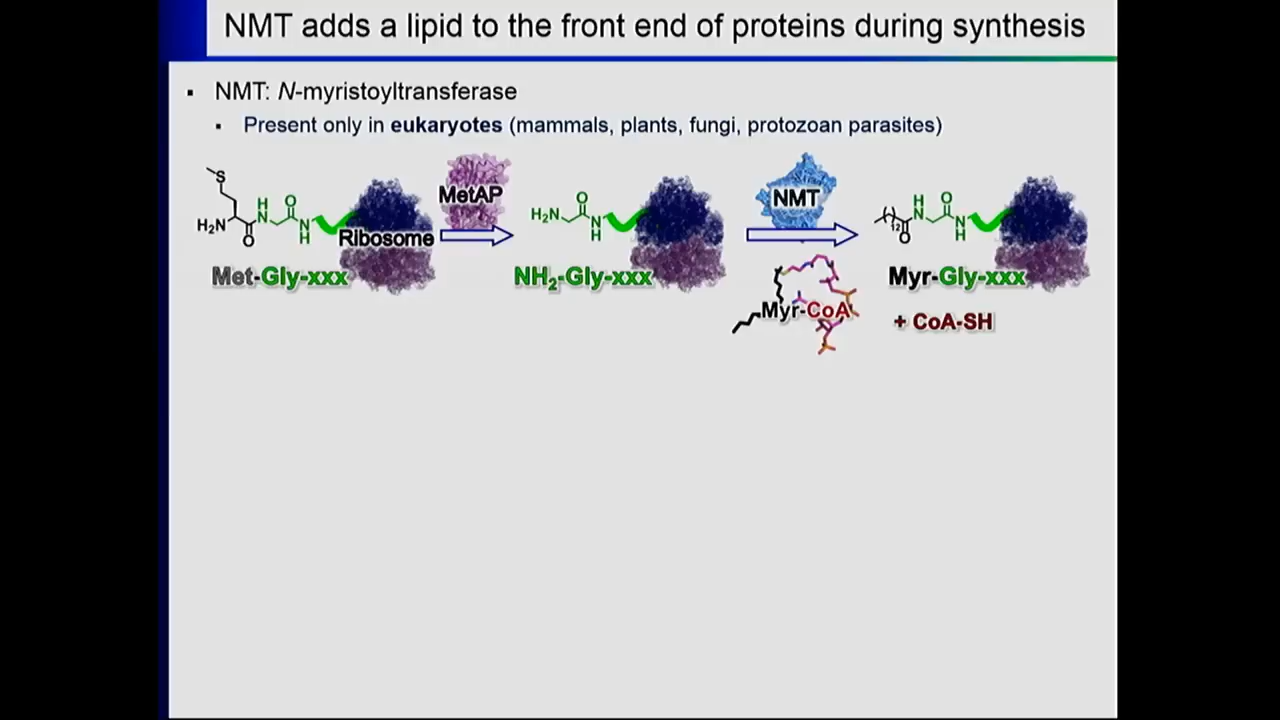 NMT adds a lipid to the front end of proteins during synthesis
▪ NMT: N-myristoyltransferase
▪ Present only in eukaryotes (mammals, plants, fungi, protozoan parasites)
S
H₂N
O
H
N
O
N
H
Ribosome
Met-Gly-xxx
MetAP
H₂N
O
N
H
NH₂-Gly-xxx
NMT
Myr-CoA
12
O
H
N
O
N
H
Myr-Gly-xxx
+ CoA-SH